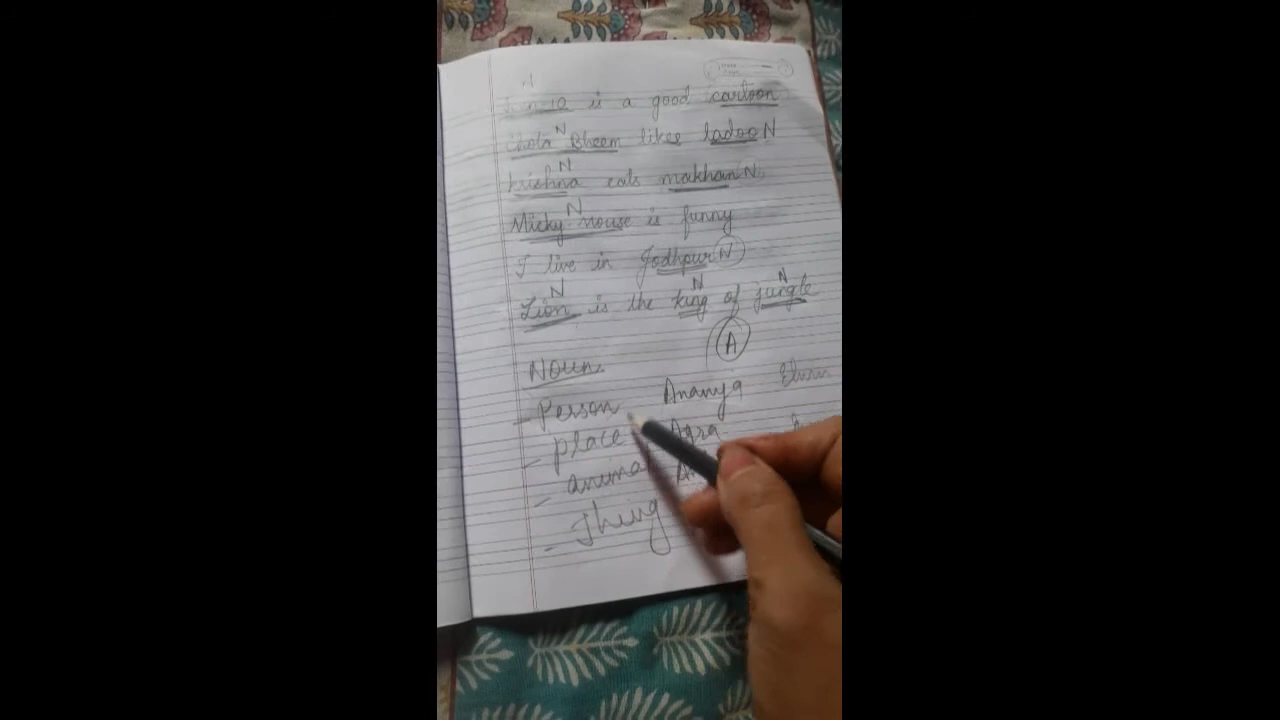 N
is a good cartoon
chota N Bheem likes ladoo N
N
krishna eats makhan N
N
Micky Mouse is funny
I live in Jodhpur N
N N N
Lion is the king of jungle
A
Noun
- Person Ananya
- place Agra
- animal
- Thing